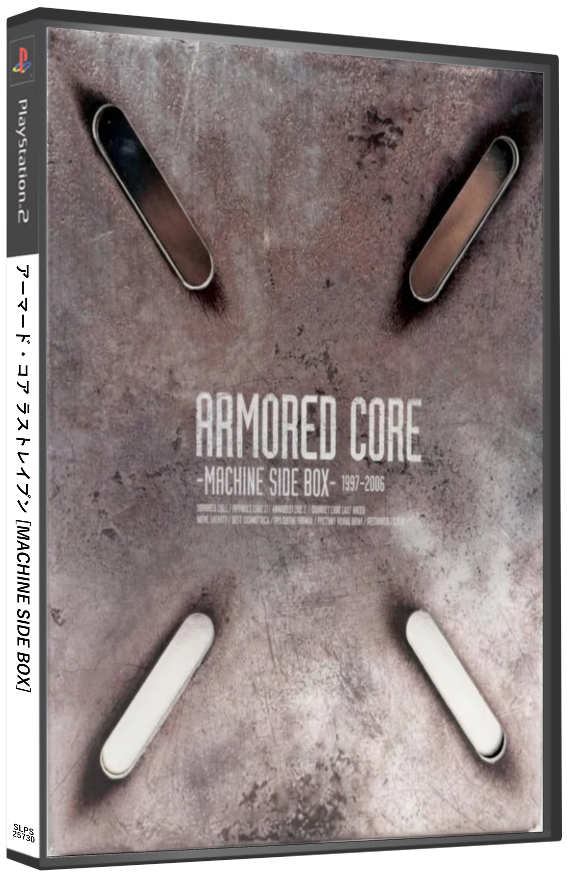 PlayStation.2
アーマード・コア ラストレイヴン [MACHINE SIDE BOX]
SLPS
25730
ARMORED CORE
-MACHINE SIDE BOX- 1997-2006